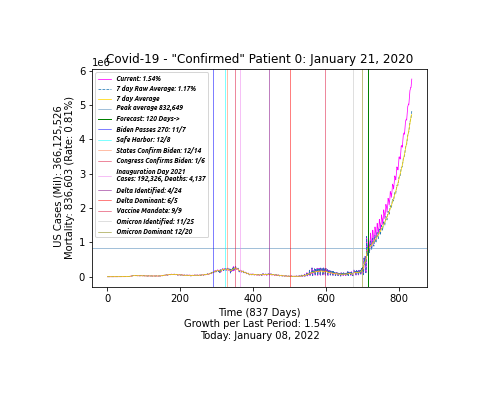 Covid-19 - "Confirmed" Patient 0: January 21, 2020
1e6
6
5
4
3
2
1
0
US Cases (Mil): 366,125,526
Mortality: 836,603 (Rate: 0.81%)
Current: 1.54%
7 day Raw Average: 1.17%
7 day Average
Peak average 832,649
Forecast: 120 Days->
Biden Passes 270: 11/7
Safe Harbor: 12/8
States Confirm Biden: 12/14
Congress Confirms Biden: 1/6
Inauguration Day 2021
Cases: 192,326, Deaths: 4,137
Delta Identified: 4/24
Delta Dominant: 6/5
Vaccine Mandate: 9/9
Omicron Identified: 11/25
Omicron Dominant 12/20
0 200 400 600 800
Time (837 Days)
Growth per Last Period: 1.54%
Today: January 08, 2022